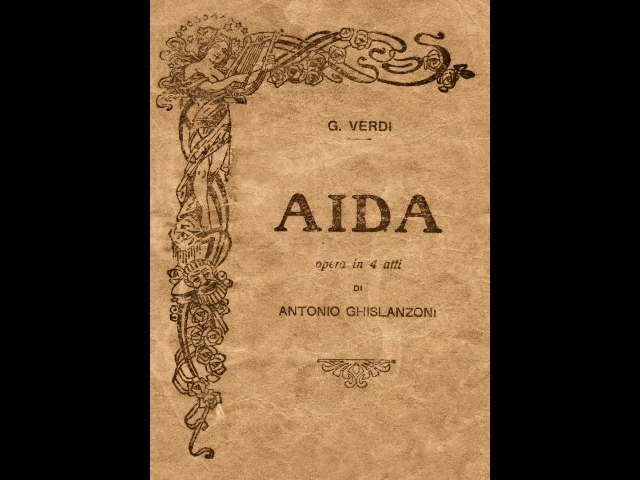 G. VERDI
AIDA
opera in 4 atti
DI
ANTONIO GHISLANZONI